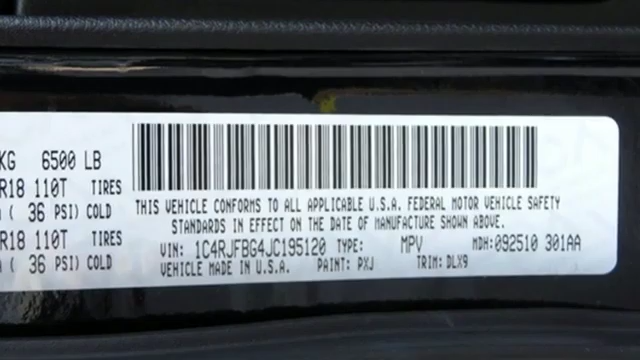 KG 6500 LB
R18 110T TIRES
( 36 PSI) COLD
R18 110T TIRES
( 36 PSI) COLD
THIS VEHICLE CONFORMS TO ALL APPLICABLE U.S.A. FEDERAL MOTOR VEHICLE SAFETY
STANDARDS IN EFFECT ON THE DATE OF MANUFACTURE SHOWN ABOVE.
VIN: 1C4RJFBG4JC195120 TYPE: MPV MDH: 092510 301AA
VEHICLE MADE IN U.S.A. PAINT: PXJ TRIM: DLX9